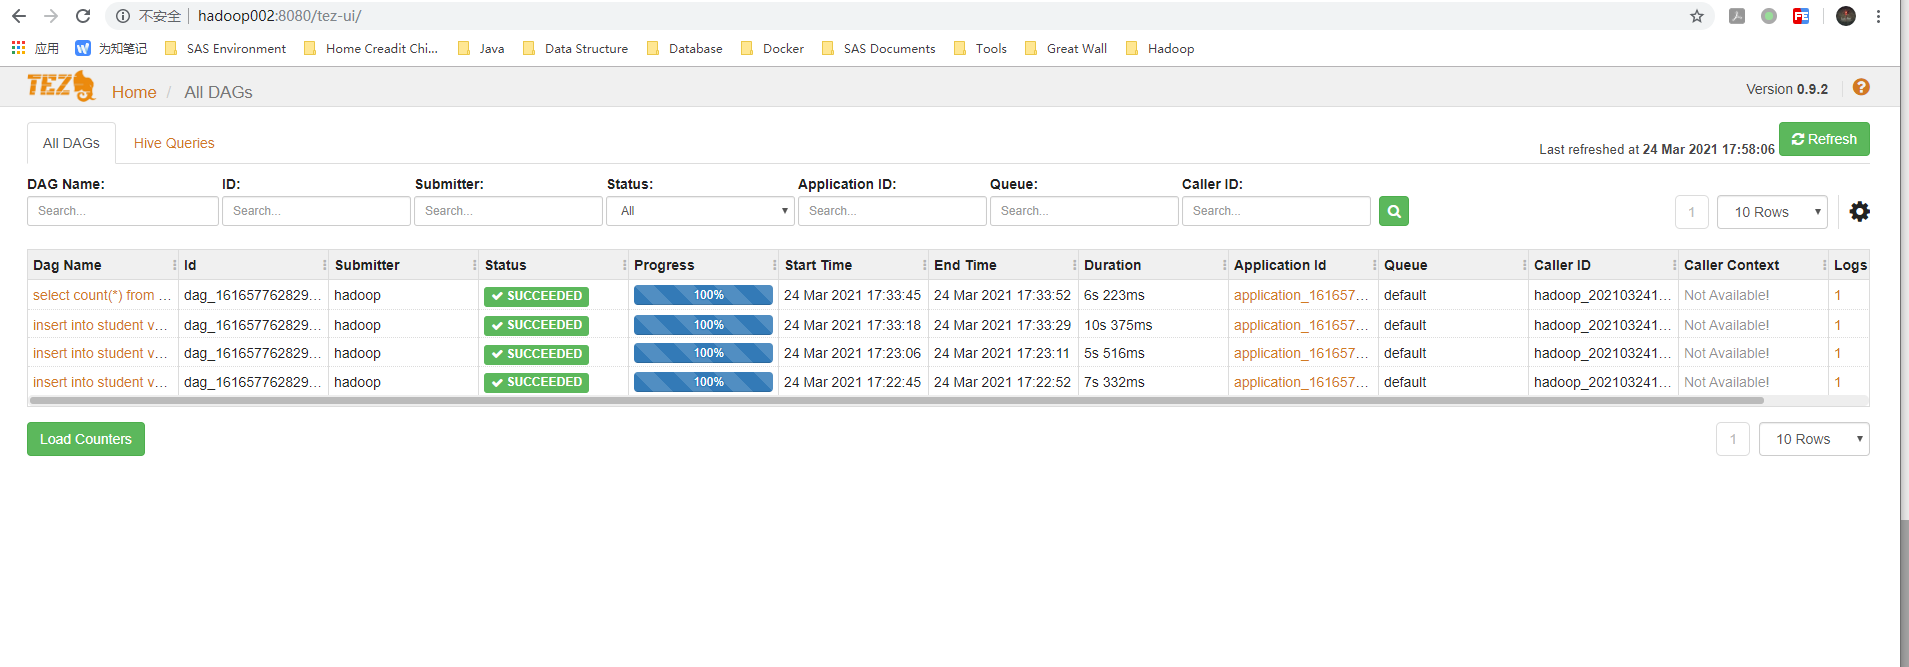 不安全 | hadoop002:8080/tez-ui/
应用 为知笔记 SAS Environment Home Creadit Chi... Java Data Structure Database Docker SAS Documents Tools Great Wall Hadoop
TEZ Home / All DAGs Version 0.9.2
All DAGs Hive Queries Last refreshed at 24 Mar 2021 17:58:06 Refresh
DAG Name: ID: Submitter: Status: Application ID: Queue: Caller ID:
Search... Search... Search... All Search... Search... Search... 1 10 Rows
Dag Name Id Submitter Status Progress Start Time End Time Duration Application Id Queue Caller ID Caller Context Logs
select count(*) from ... dag_161657762829... hadoop SUCCEEDED 100% 24 Mar 2021 17:33:45 24 Mar 2021 17:33:52 6s 223ms application_161657... default hadoop_202103241... Not Available! 1
insert into student v... dag_161657762829... hadoop SUCCEEDED 100% 24 Mar 2021 17:33:18 24 Mar 2021 17:33:29 10s 375ms application_161657... default hadoop_202103241... Not Available! 1
insert into student v... dag_161657762829... hadoop SUCCEEDED 100% 24 Mar 2021 17:23:06 24 Mar 2021 17:23:11 5s 516ms application_161657... default hadoop_202103241... Not Available! 1
insert into student v... dag_161657762829... hadoop SUCCEEDED 100% 24 Mar 2021 17:22:45 24 Mar 2021 17:22:52 7s 332ms application_161657... default hadoop_202103241... Not Available! 1
Load Counters 1 10 Rows